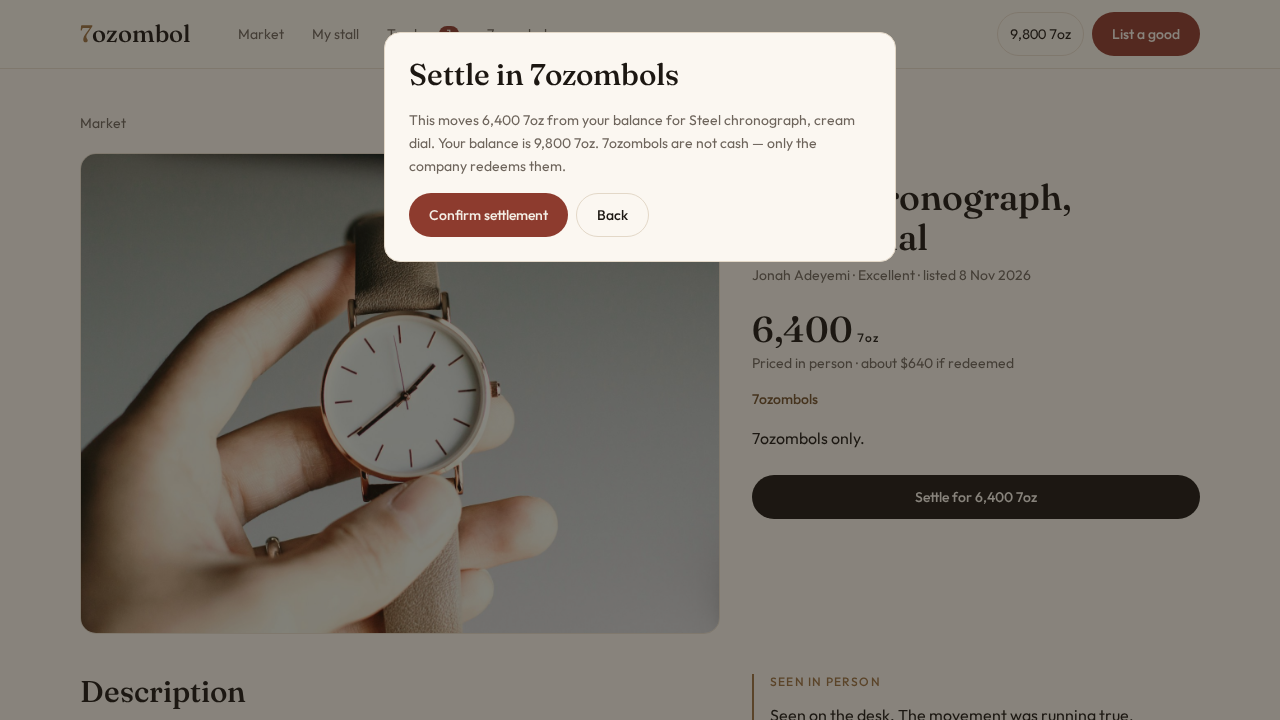 7ozombol
Market
My stall
9,800 7oz
List a good
Settle in 7ozombols
This moves 6,400 7oz from your balance for Steel chronograph, cream
dial. Your balance is 9,800 7oz. 7ozombols are not cash — only the
company redeems them.
Confirm settlement
Back
Market
Jonah Adeyemi · Excellent · listed 8 Nov 2026
6,400 7oz
Priced in person · about $640 if redeemed
7ozombols
7ozombols only.
Settle for 6,400 7oz
Description
SEEN IN PERSON
Seen on the desk. The movement was running true.